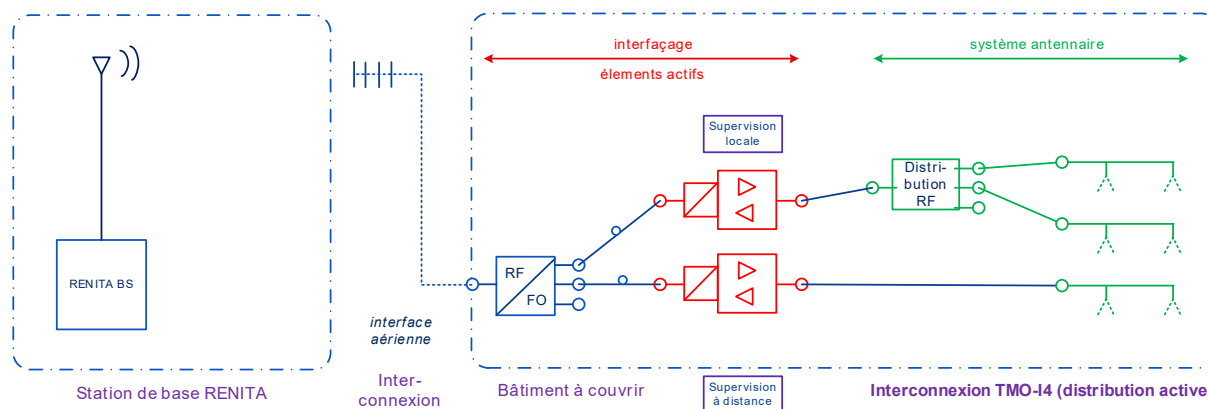 interfaçage
élements actifs
système antennaire
Supervision
locale
Distri-
bution
RF
RENITA BS
RF
FO
interface
aérienne
Station de base RENITA
Inter-
connexion
Bâtiment à couvrir
Supervision
à distance
Interconnexion TMO-I4 (distribution active